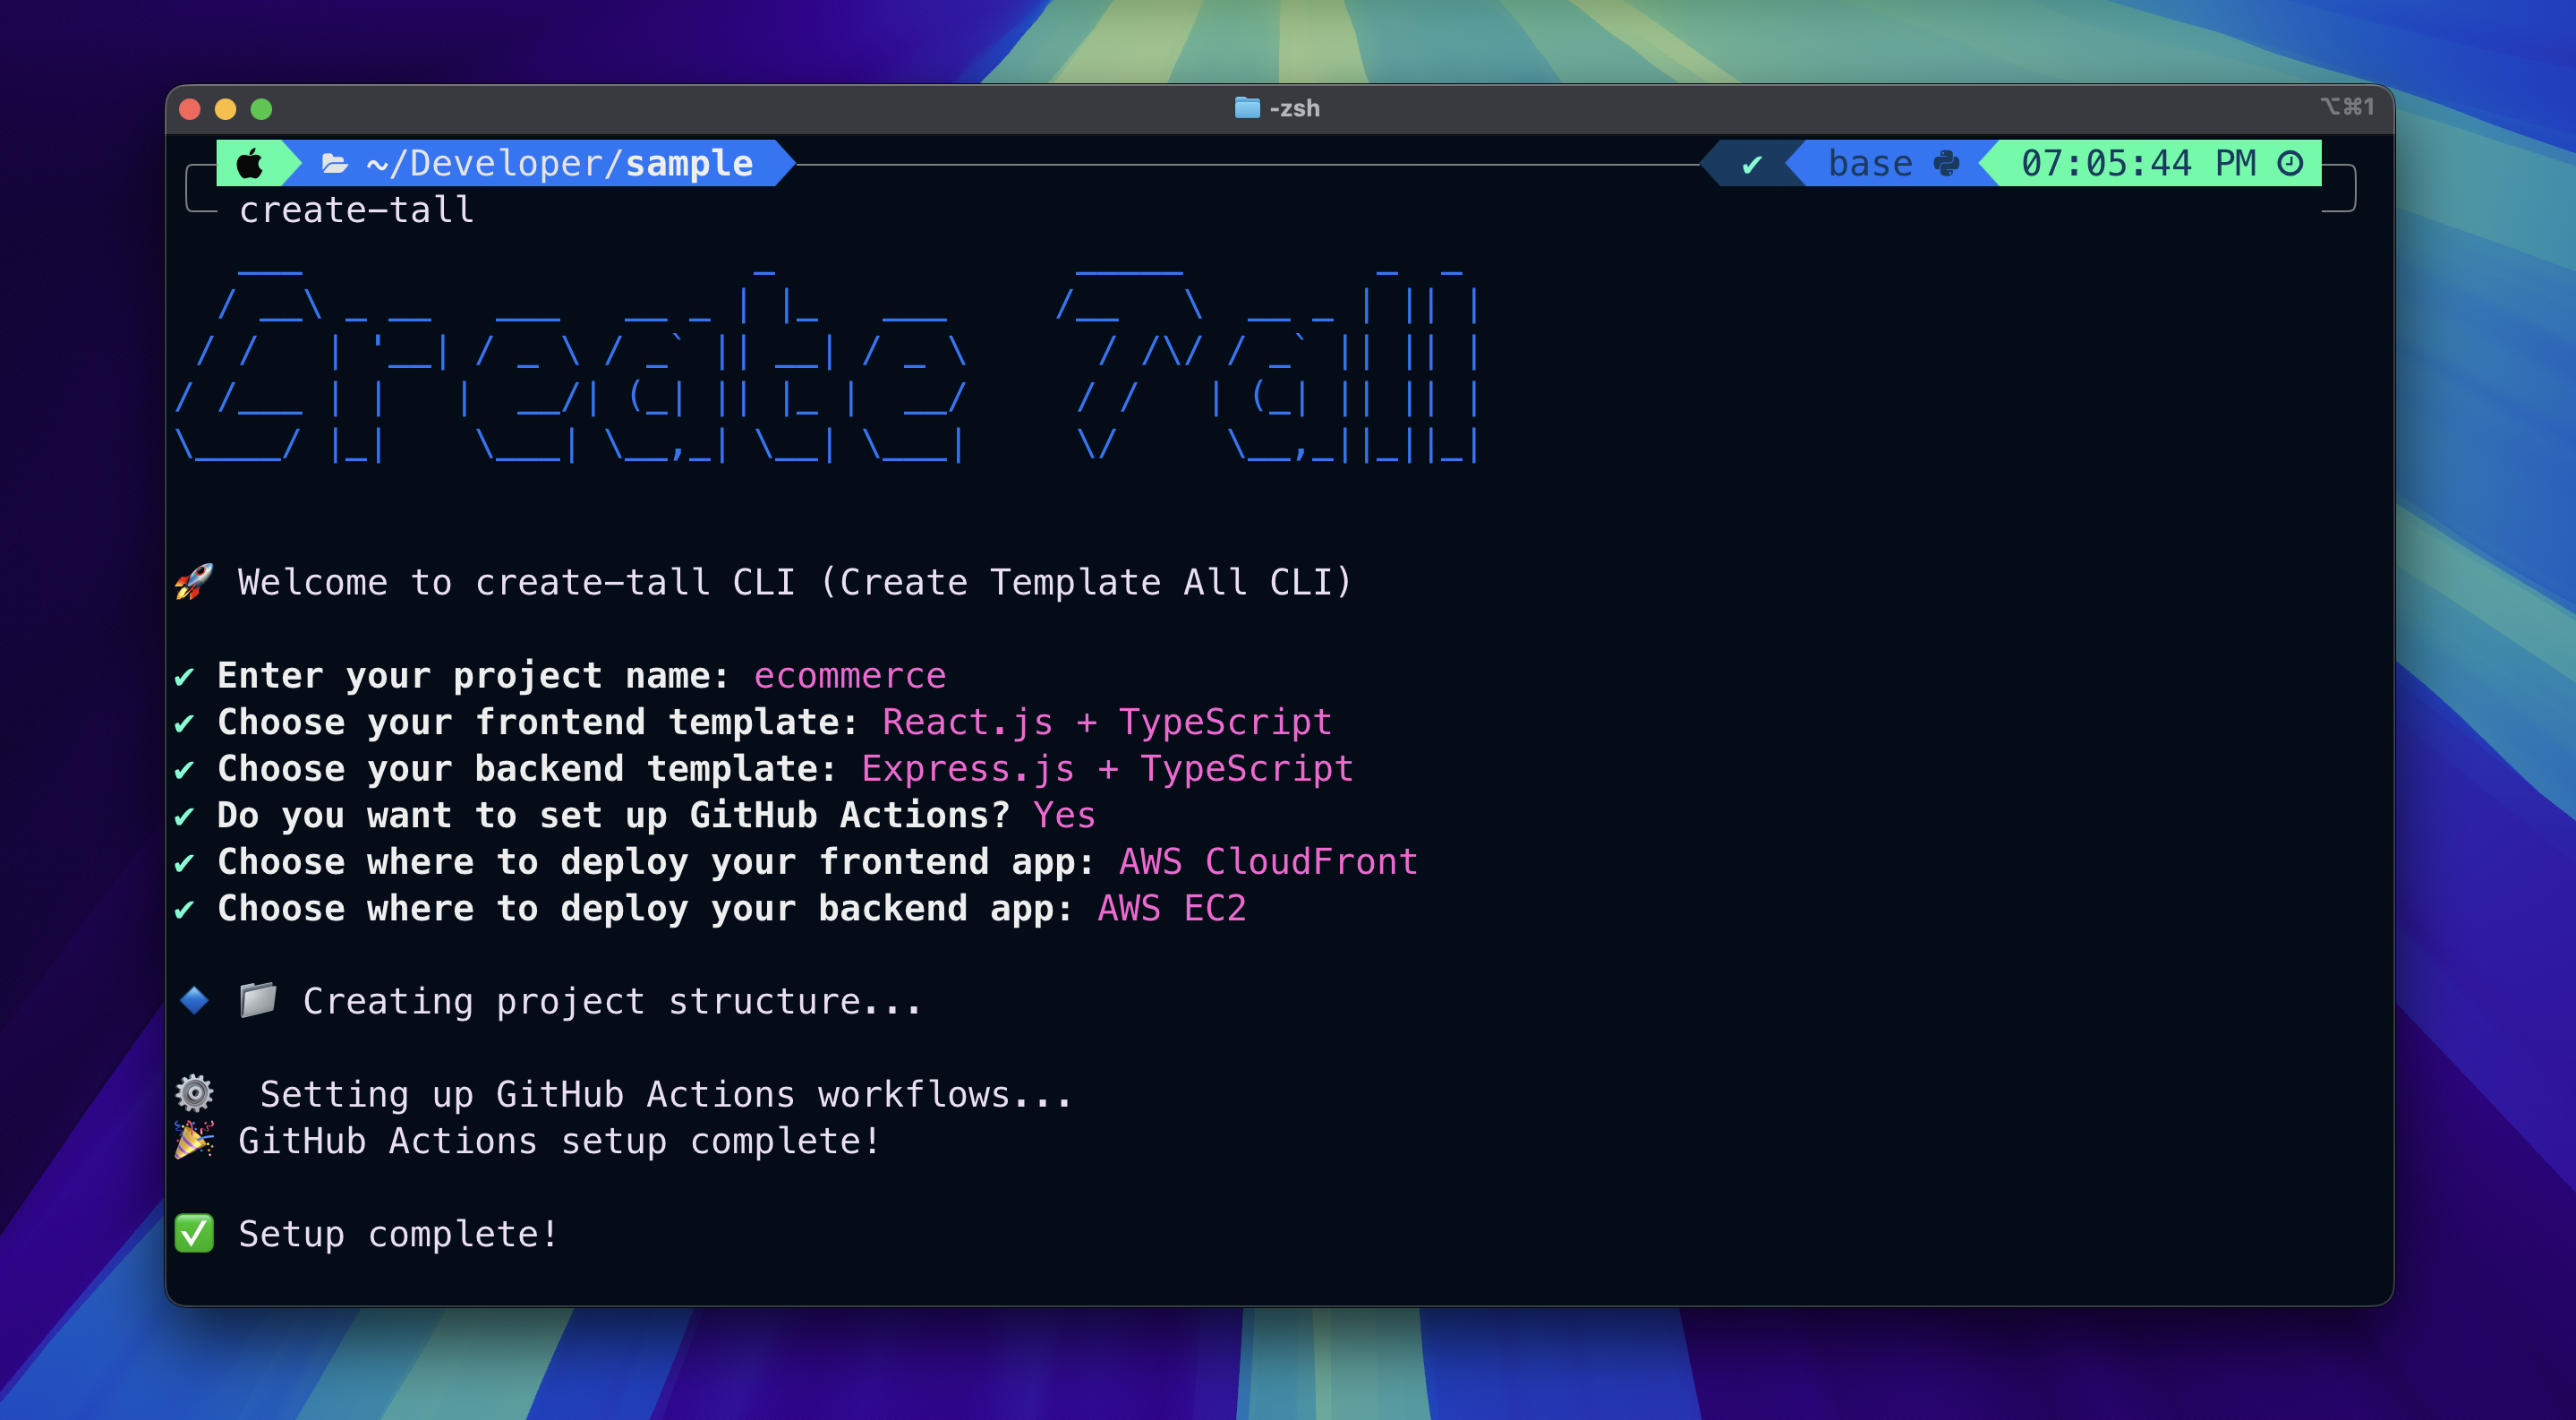 -zsh ⌥⌘1
~/Developer/sample ✔ base 07:05:44 PM
create-tall
Create Tall
🚀 Welcome to create-tall CLI (Create Template All CLI)
✔ Enter your project name: ecommerce
✔ Choose your frontend template: React.js + TypeScript
✔ Choose your backend template: Express.js + TypeScript
✔ Do you want to set up GitHub Actions? Yes
✔ Choose where to deploy your frontend app: AWS CloudFront
✔ Choose where to deploy your backend app: AWS EC2
🔹 📁 Creating project structure...
⚙️ Setting up GitHub Actions workflows...
🎉 GitHub Actions setup complete!
✅ Setup complete!